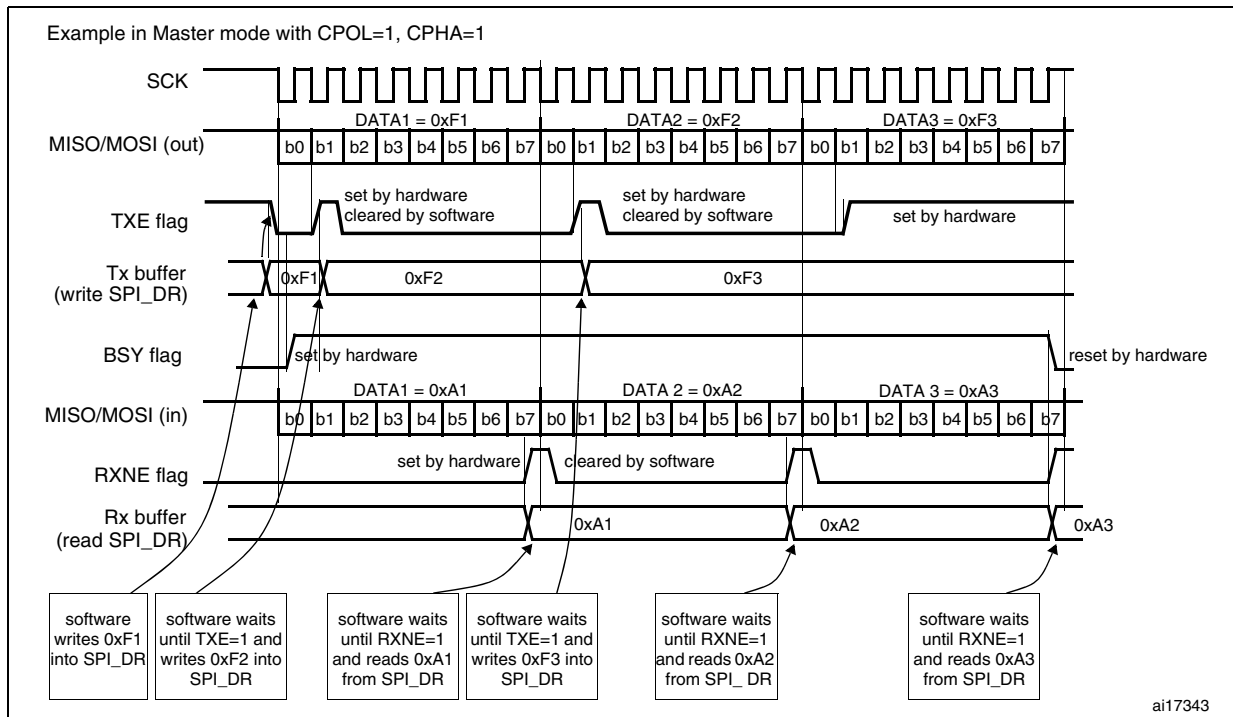 Example in Master mode with CPOL=1, CPHA=1
SCK
DATA1 = 0xF1 DATA2 = 0xF2 DATA3 = 0xF3
MISO/MOSI (out) b0 b1 b2 b3 b4 b5 b6 b7 b0 b1 b2 b3 b4 b5 b6 b7 b0 b1 b2 b3 b4 b5 b6 b7
TXE flag
set by hardware
cleared by software
set by hardware
cleared by software
set by hardware
Tx buffer
(write SPI_DR)
0xF1 0xF2 0xF3
BSY flag set by hardware reset by hardware
DATA1 = 0xA1 DATA 2 = 0xA2 DATA 3 = 0xA3
MISO/MOSI (in) b0 b1 b2 b3 b4 b5 b6 b7 b0 b1 b2 b3 b4 b5 b6 b7 b0 b1 b2 b3 b4 b5 b6 b7
RXNE flag set by hardware cleared by software
Rx buffer
(read SPI_DR)
0xA1 0xA2 0xA3
software
writes 0xF1
into SPI_DR
software waits
until TXE=1 and
writes 0xF2 into
SPI_DR
software waits
until RXNE=1
and reads 0xA1
from SPI_DR
software waits
until TXE=1 and
writes 0xF3 into
SPI_DR
software waits
until RXNE=1
and reads 0xA2
from SPI_ DR
software waits
until RXNE=1
and reads 0xA3
from SPI_DR
ai17343